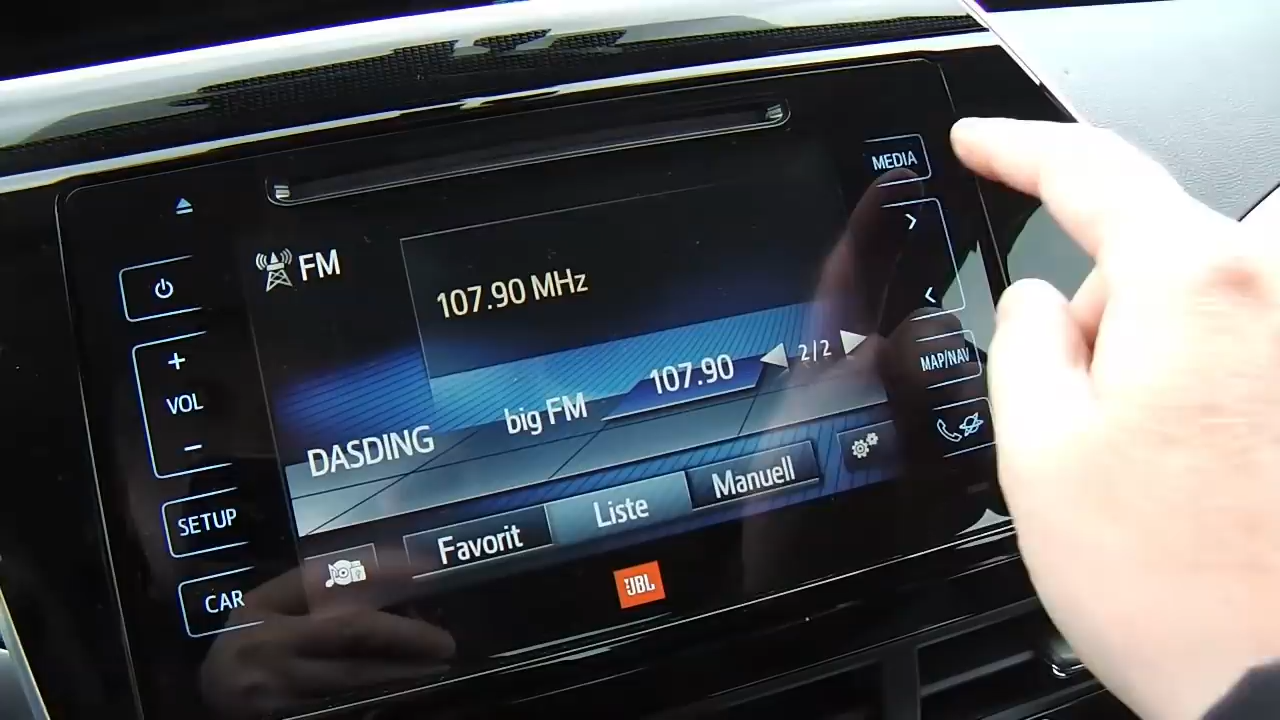 MEDIA
FM
107.90 MHz
+
VOL
−
107.90
2/2
MAP/NAV
big FM
DASDING
SETUP
Manuell
Liste
Favorit
CAR
JBL